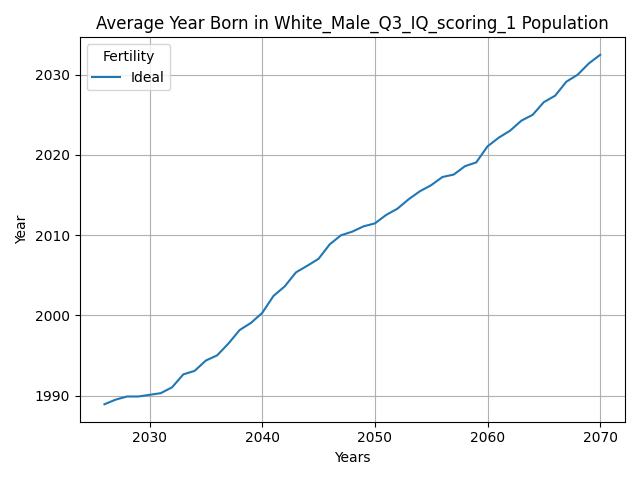 Average Year Born in White_Male_Q3_IQ_scoring_1 Population
Fertility
Ideal
2030
2020
2010
2000
1990
Year
2030 2040 2050 2060 2070
Years